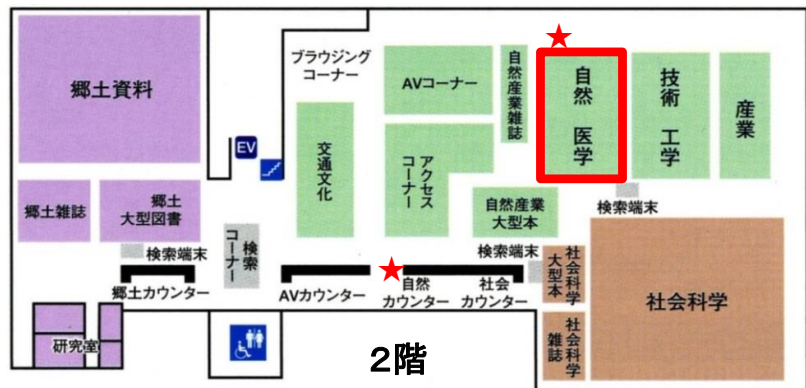 郷土資料
EV
ブラウジング
コーナー
AVコーナー
自然産業雑誌
自然 医学
技術 工学
産業
交通文化
アクセス
コーナー
郷土雑誌
郷土
大型図書
自然産業
大型本
検索端末
検索端末
検索
コーナー
検索端末
社会科学
大型本
社会科学
郷土カウンター
AVカウンター
自然
カウンター
社会
カウンター
社会科学
雑誌
研究室
2階